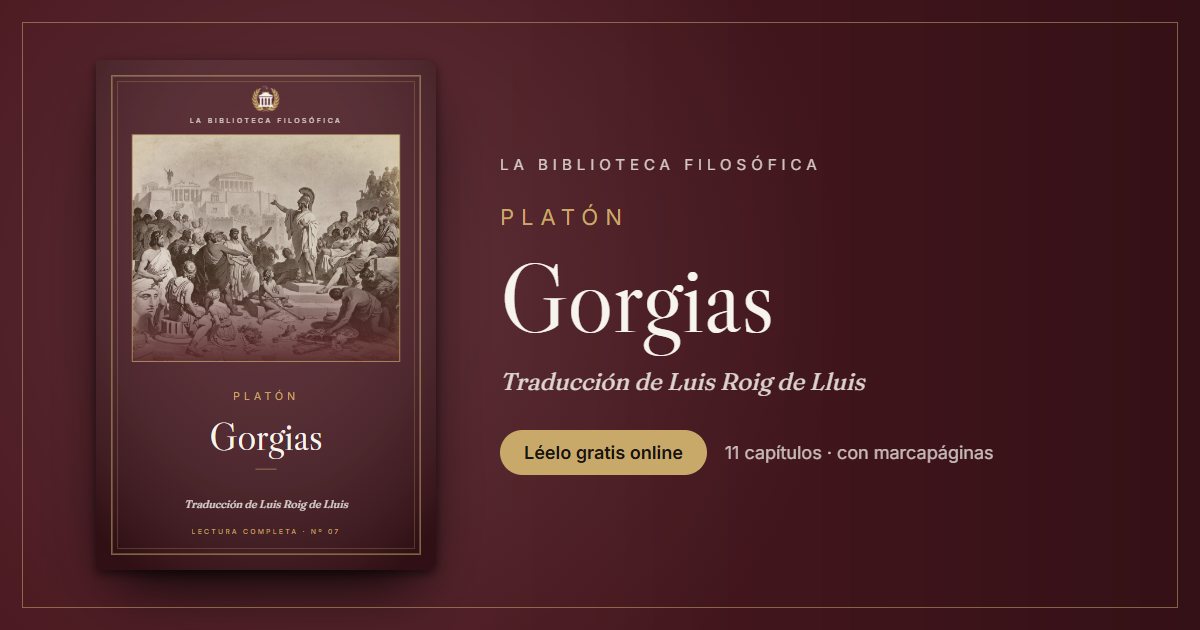 LA BIBLIOTECA FILOSÓFICA
PLATÓN
Gorgias
Traducción de Luis Roig de Lluis
LECTURA COMPLETA · Nº 07
LA BIBLIOTECA FILOSÓFICA
PLATÓN
Gorgias
Traducción de Luis Roig de Lluis
Léelo gratis online
11 capítulos · con marcapáginas